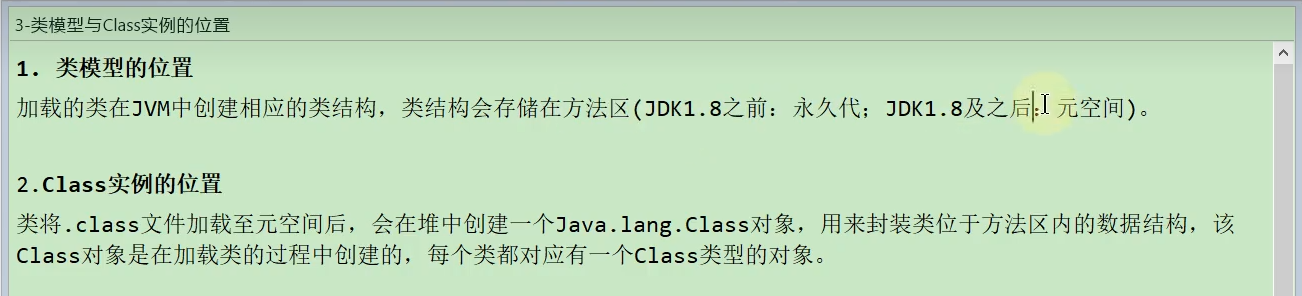 3-类模型与Class实例的位置
1. 类模型的位置
加载的类在JVM中创建相应的类结构，类结构会存储在方法区(JDK1.8之前：永久代；JDK1.8及之后：元空间)。
2.Class实例的位置
类将.class文件加载至元空间后，会在堆中创建一个Java.lang.Class对象，用来封装类位于方法区内的数据结构，该
Class对象是在加载类的过程中创建的，每个类都对应有一个Class类型的对象。